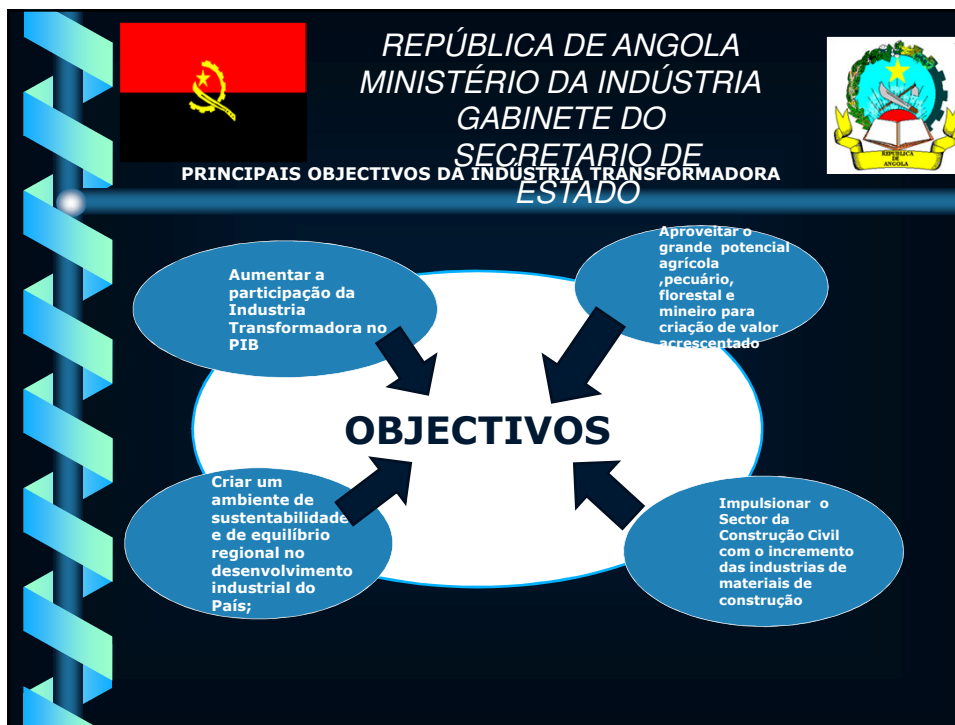 REPÚBLICA DE ANGOLA
MINISTÉRIO DA INDÚSTRIA
GABINETE DO
SECRETARIO DE
ESTADO
REPUBLICA
DE
ANGOLA
PRINCIPAIS OBJECTIVOS DA INDÚSTRIA TRANSFORMADORA
Aumentar a
participação da
Industria
Transformadora no
PIB
Aproveitar o
grande potencial
agrícola
,pecuário,
florestal e
mineiro para
criação de valor
acrescentado
OBJECTIVOS
Criar um
ambiente de
sustentabilidade
e de equilíbrio
regional no
desenvolvimento
industrial do
País;
Impulsionar o
Sector da
Construção Civil
com o incremento
das industrias de
materiais de
construção